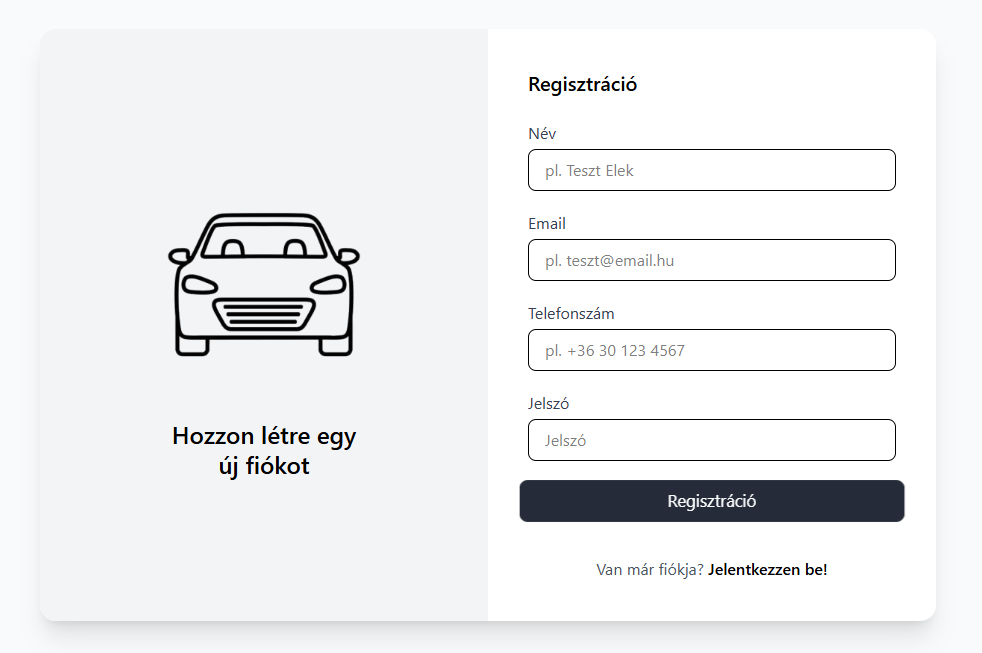 Hozzon létre egy
új fiókot
Regisztráció
Név
pl. Teszt Elek
Email
pl. teszt@email.hu
Telefonszám
pl. +36 30 123 4567
Jelszó
Jelszó
Regisztráció
Van már fiókja? Jelentkezzen be!